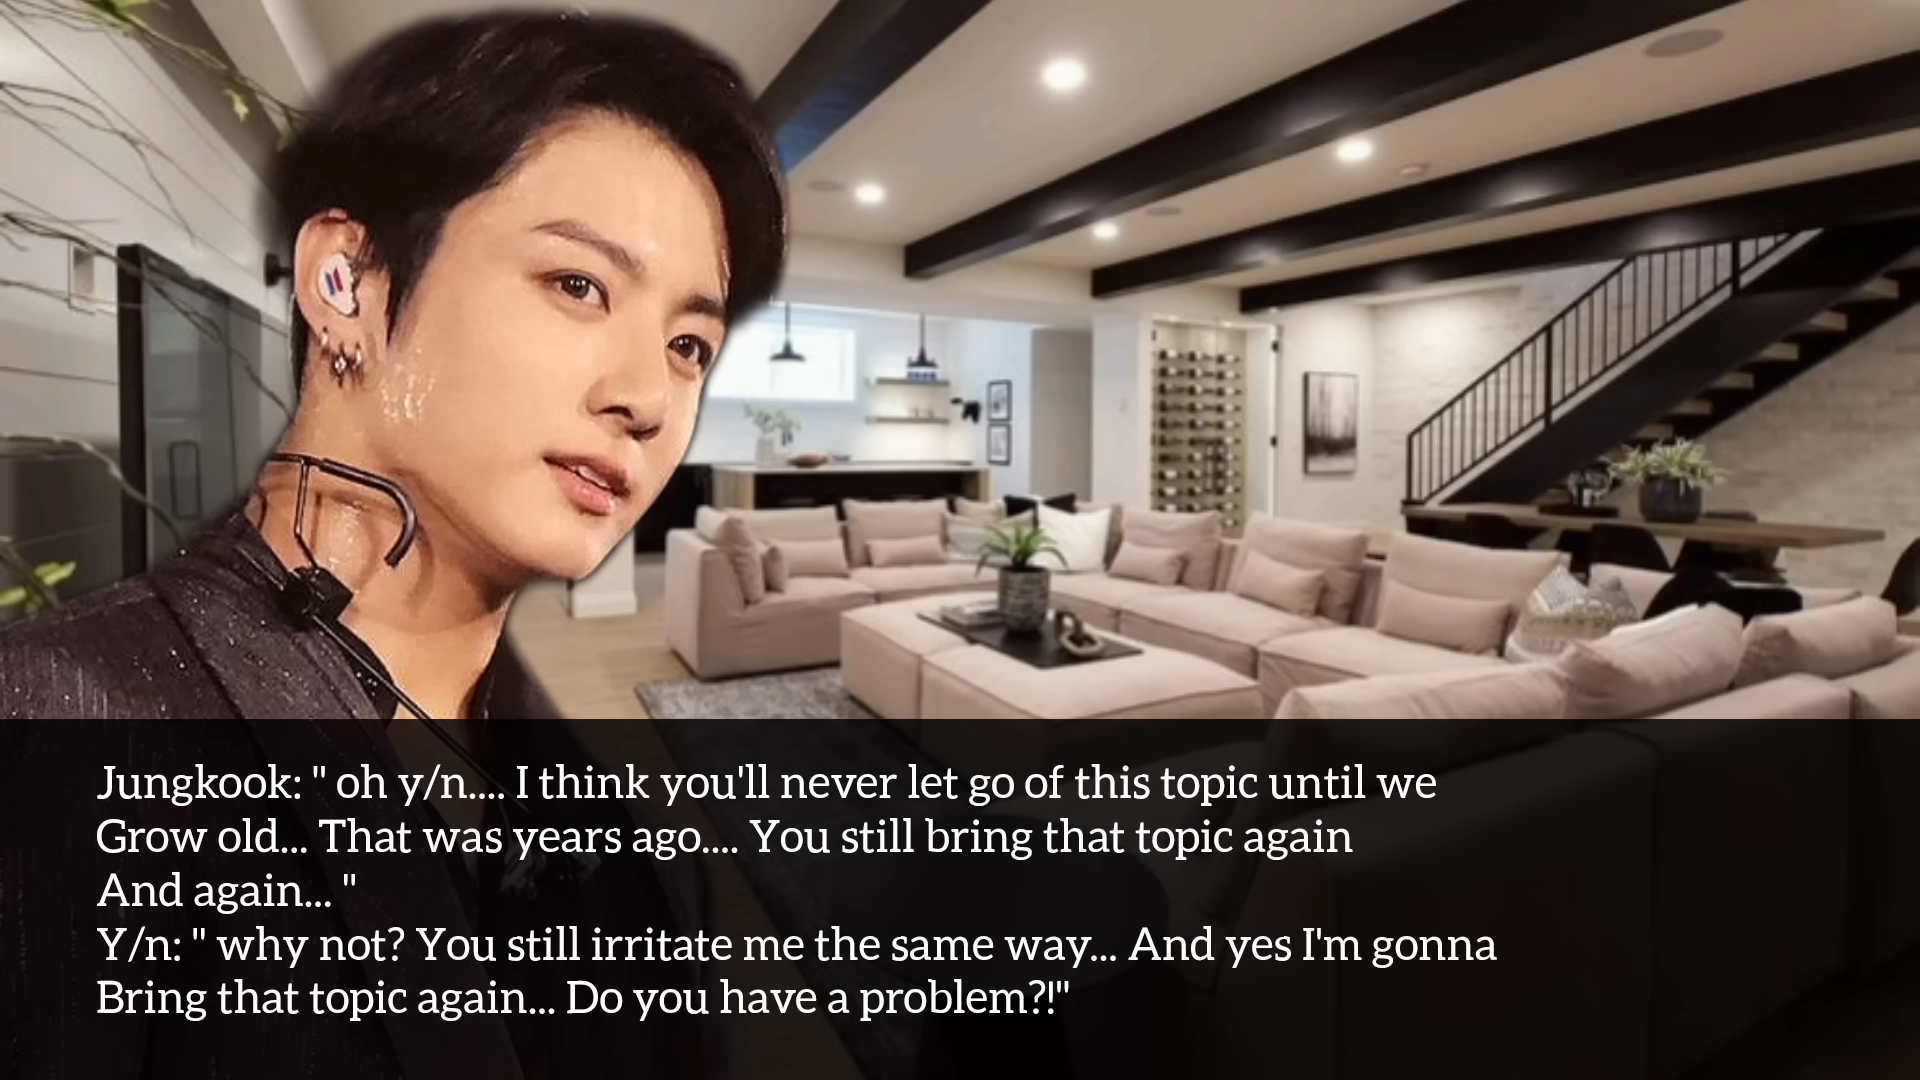 Jungkook: " oh y/n.... I think you'll never let go of this topic until we
Grow old... That was years ago.... You still bring that topic again
And again... "
Y/n: " why not? You still irritate me the same way... And yes I'm gonna
Bring that topic again... Do you have a problem?!"